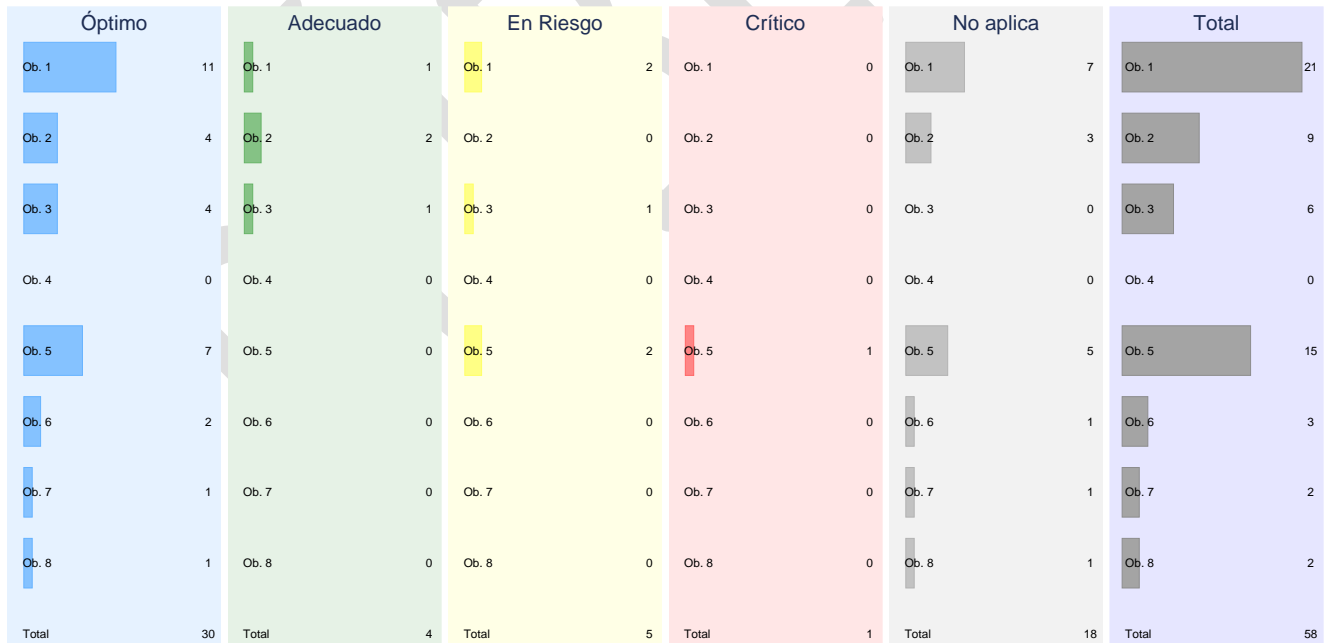 Óptimo Adecuado En Riesgo Crítico No aplica Total
Ob. 1 11 Ob. 1 1 Ob. 1 2 Ob. 1 0 Ob. 1 7 Ob. 1 21
Ob. 2 4 Ob. 2 2 Ob. 2 0 Ob. 2 0 Ob. 2 3 Ob. 2 9
Ob. 3 4 Ob. 3 1 Ob. 3 1 Ob. 3 0 Ob. 3 0 Ob. 3 6
Ob. 4 0 Ob. 4 0 Ob. 4 0 Ob. 4 0 Ob. 4 0 Ob. 4 0
Ob. 5 7 Ob. 5 0 Ob. 5 2 Ob. 5 1 Ob. 5 5 Ob. 5 15
Ob. 6 2 Ob. 6 0 Ob. 6 0 Ob. 6 0 Ob. 6 1 Ob. 6 3
Ob. 7 1 Ob. 7 0 Ob. 7 0 Ob. 7 0 Ob. 7 1 Ob. 7 2
Ob. 8 1 Ob. 8 0 Ob. 8 0 Ob. 8 0 Ob. 8 1 Ob. 8 2
Total 30 Total 4 Total 5 Total 1 Total 18 Total 58